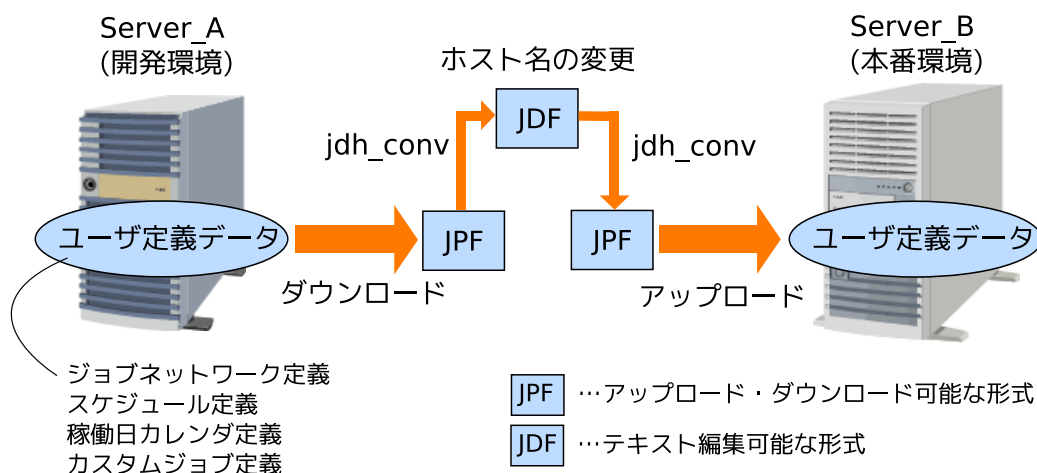 Server_A
(開発環境)
Server_B
(本番環境)
ホスト名の変更
JDF
jdh_conv
jdh_conv
ユーザ定義データ
JPF
JPF
ユーザ定義データ
ダウンロード
アップロード
ジョブネットワーク定義
スケジュール定義
稼働日カレンダ定義
カスタムジョブ定義
JPF …アップロード・ダウンロード可能な形式
JDF …テキスト編集可能な形式